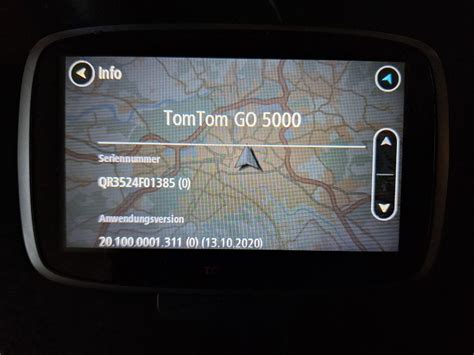 Info
TomTom GO 5000
Seriennummer
QR3524F01385 (0)
Anwendungsversion
20.100.0001.311 (0) (13.10.2020)